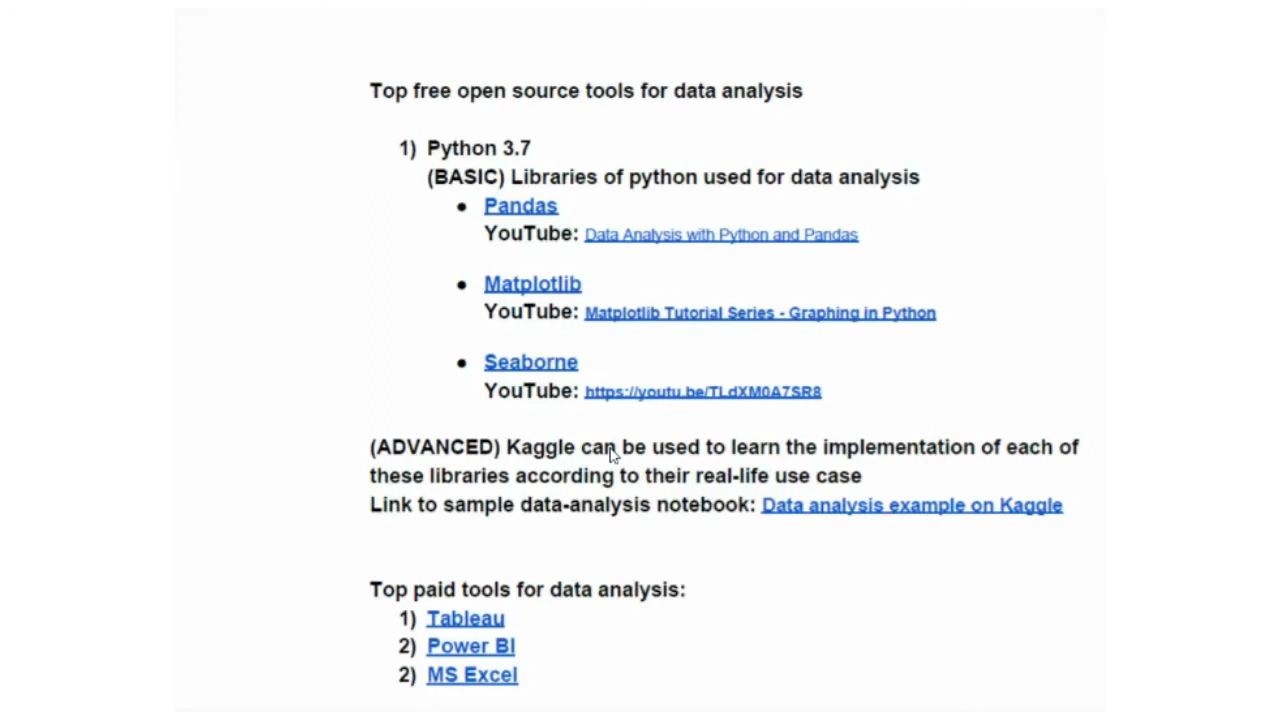 Top free open source tools for data analysis
1) Python 3.7
(BASIC) Libraries of python used for data analysis
● Pandas
YouTube: Data Analysis with Python and Pandas
● Matplotlib
YouTube: Matplotlib Tutorial Series - Graphing in Python
● Seaborne
YouTube: https://youtu.be/TLdXM0A7SR8
(ADVANCED) Kaggle can be used to learn the implementation of each of
these libraries according to their real-life use case
Link to sample data-analysis notebook: Data analysis example on Kaggle
Top paid tools for data analysis:
1) Tableau
2) Power BI
2) MS Excel